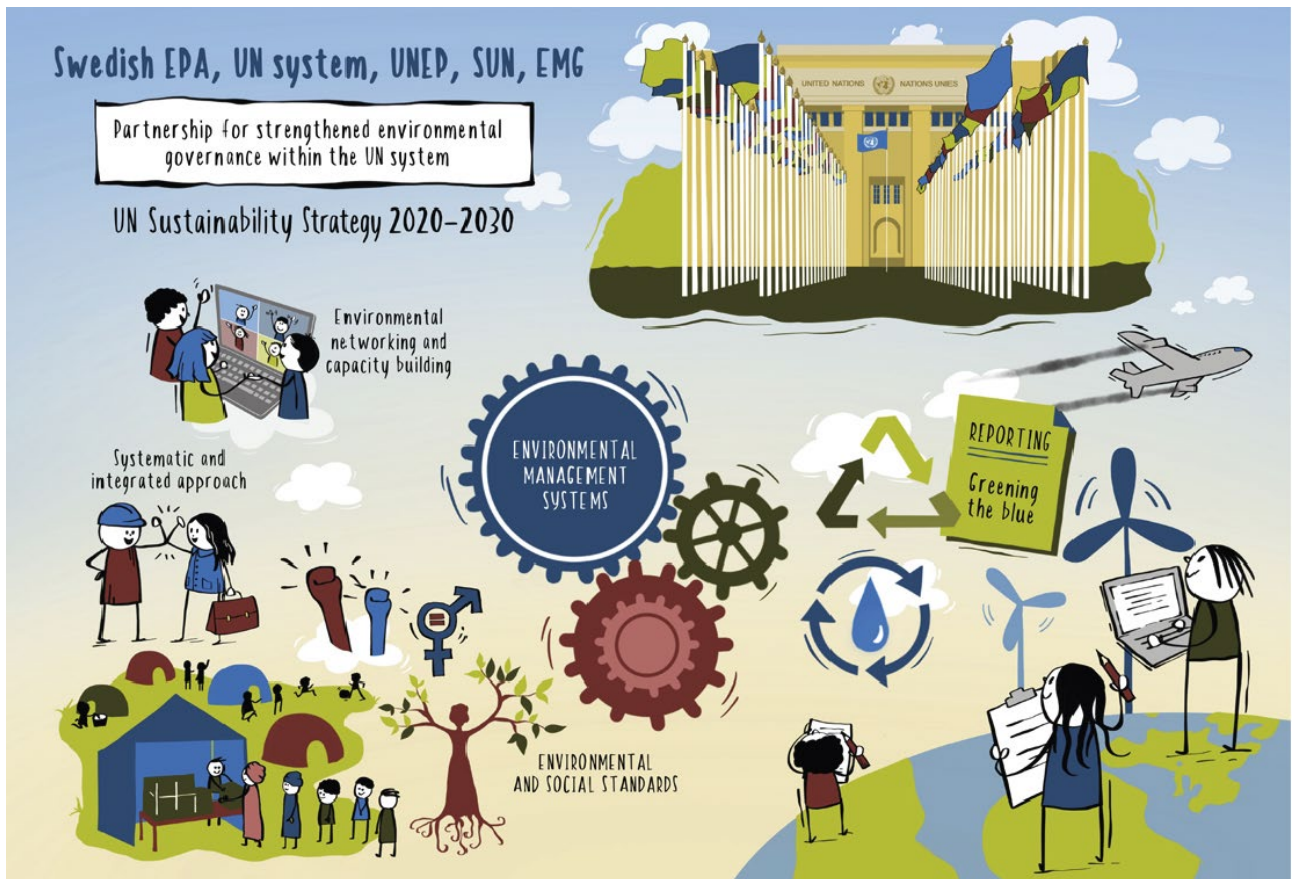 Swedish EPA, UN system, UNEP, SUN, EMG
Partnership for strengthened environmental
governance within the UN system
UN Sustainability Strategy 2020–2030
UNITED NATIONS NATIONS UNIES
Environmental
networking and
capacity building
Systematic and
integrated approach
ENVIRONMENTAL
MANAGEMENT
SYSTEMS
REPORTING
Greening
the blue
ENVIRONMENTAL
AND SOCIAL STANDARDS